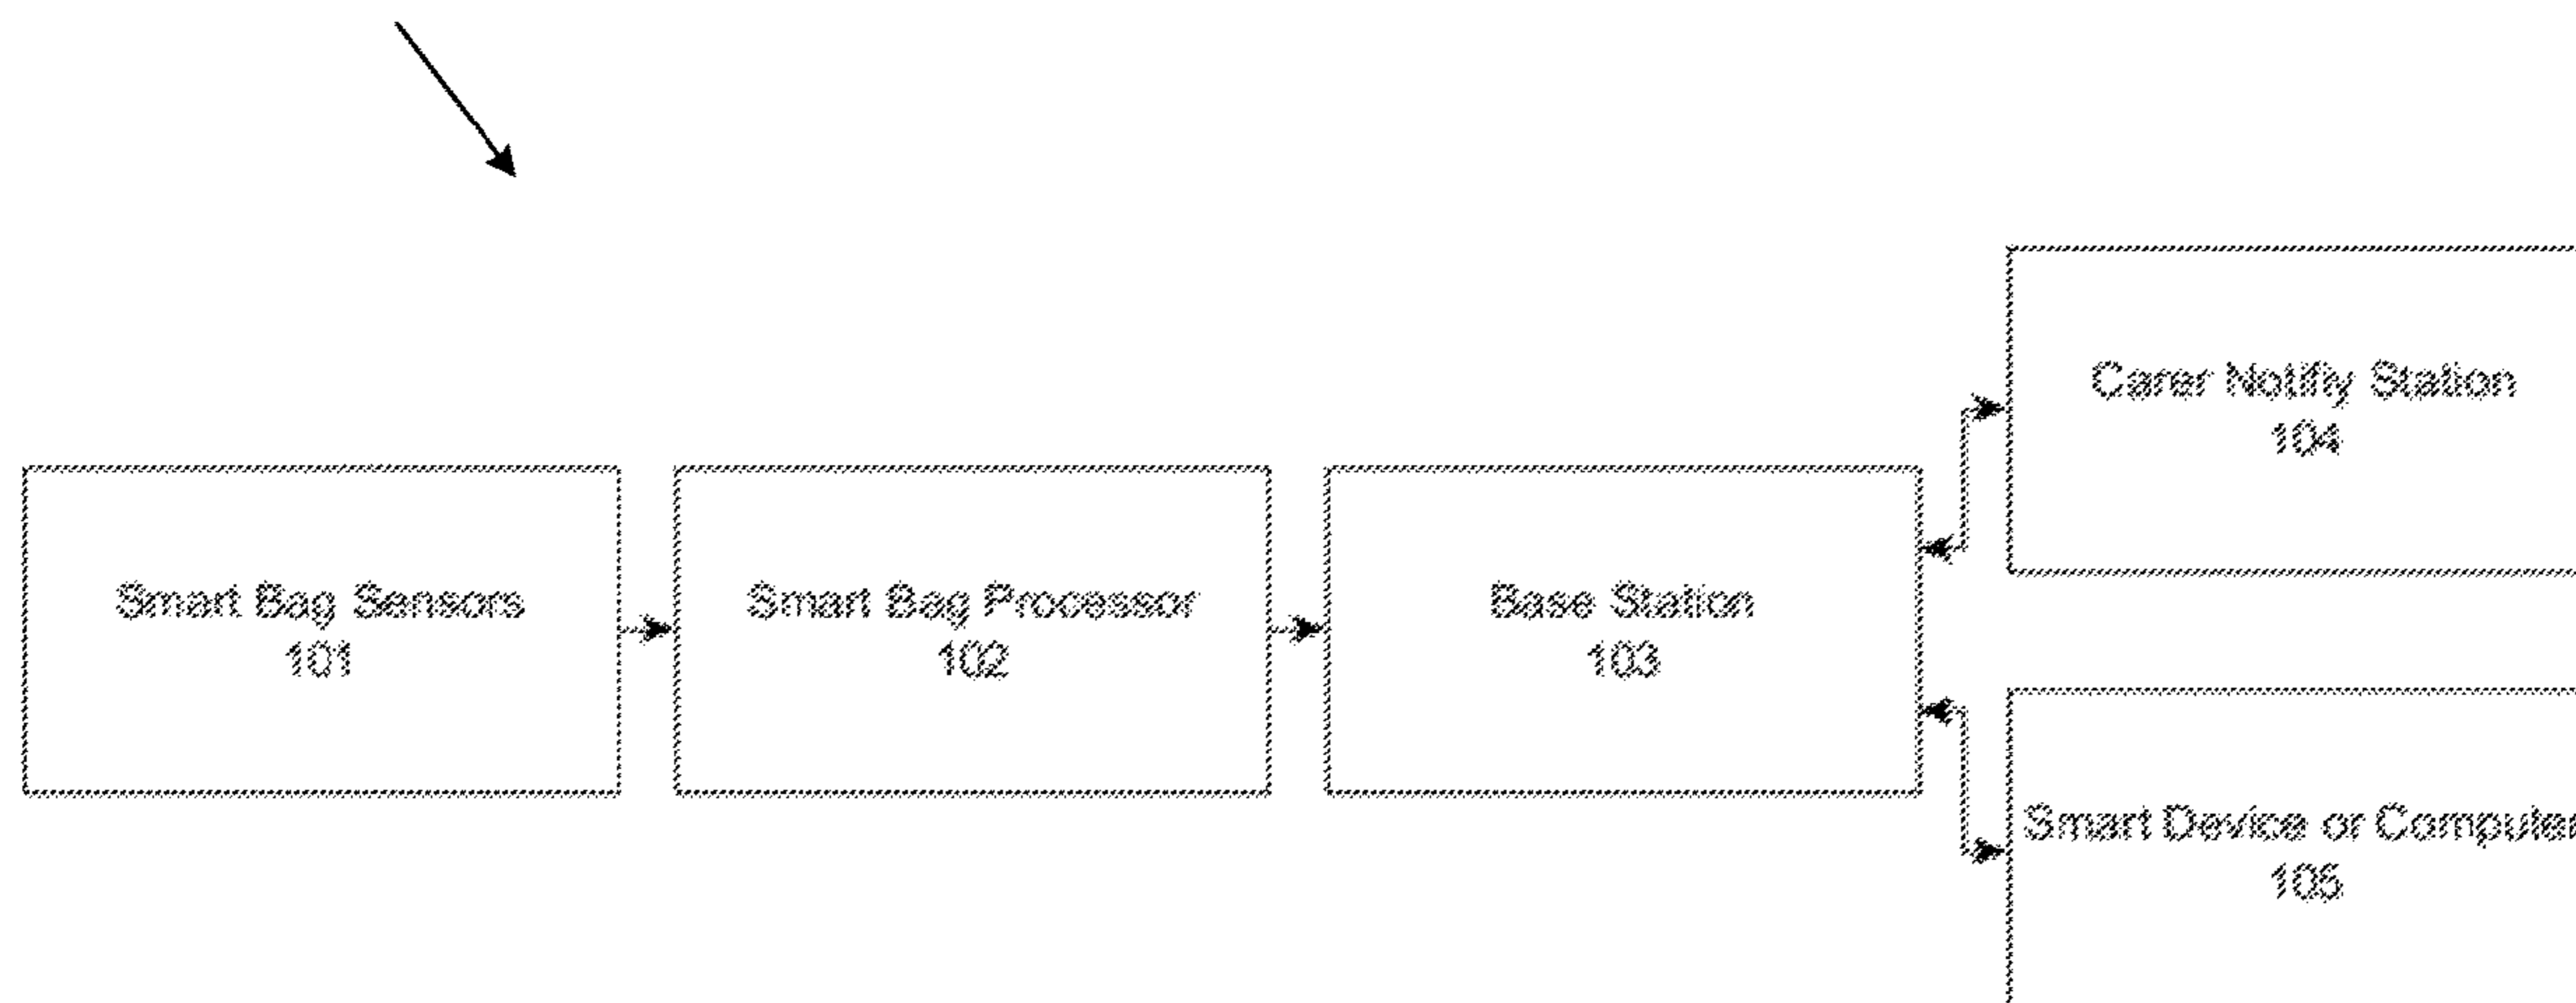 Carer Notifiy Station
104
Smart Bag Sensors
101
Smart Bag Processor
102
Base Station
103
Smart Device or Computer
105